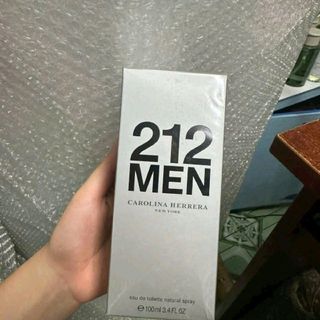 212
MEN
CAROLINA HERRERA
NEW YORK
eau de toilette natural spray
e 100ml 3.4 FL OZ